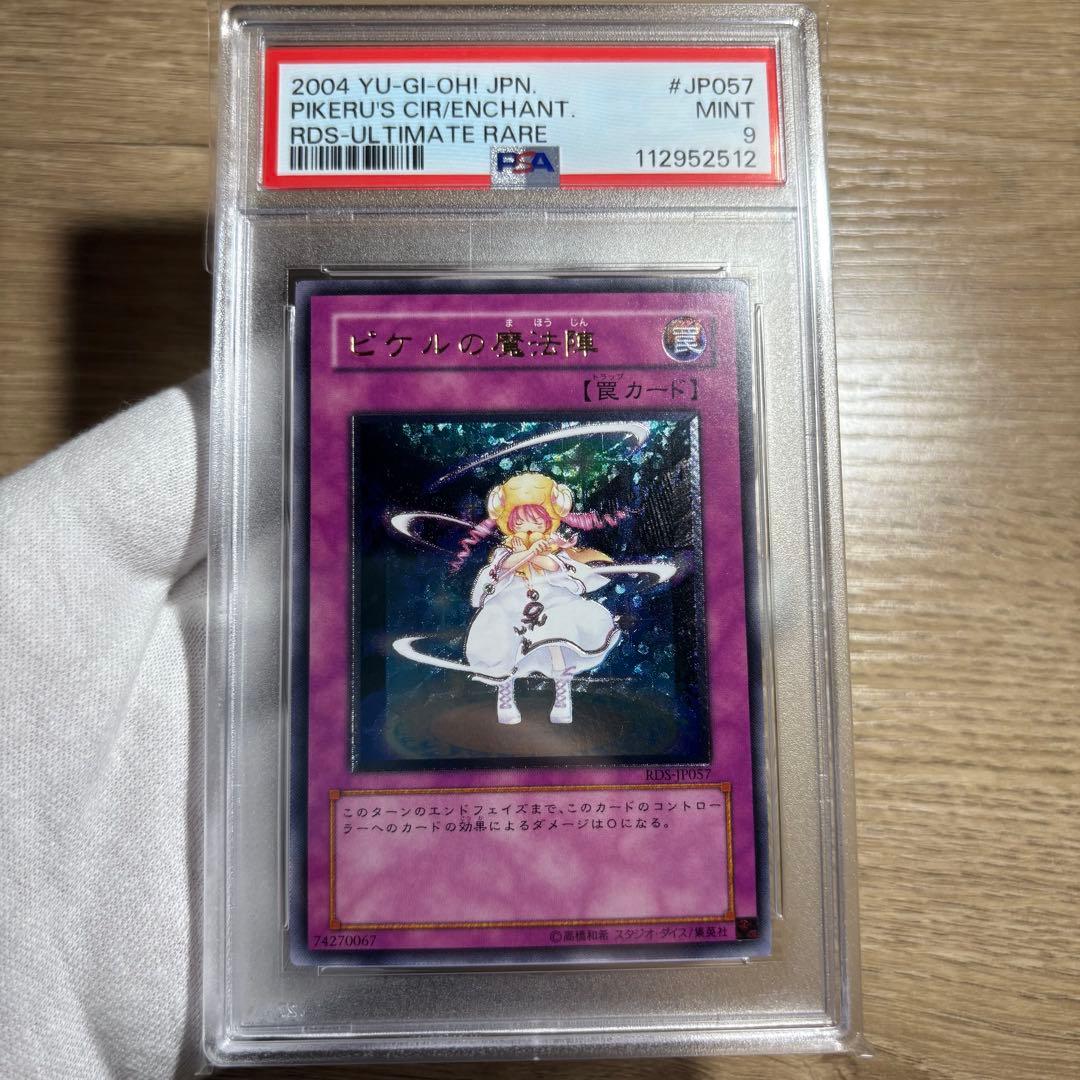 2004 YU-GI-OH! JPN. #JP057
PIKERU'S CIR/ENCHANT. MINT
RDS-ULTIMATE RARE 9
PSA 112952512
まほうじん
ピケルの魔法陣 罠
トラップ
【罠カード】
RDS-JP057
このターンのエンドフェイズまで、このカードのコントロー
ラーへのカードの効果によるダメージは0になる。
74270067 ©高橋和希 スタジオ・ダイス/集英社